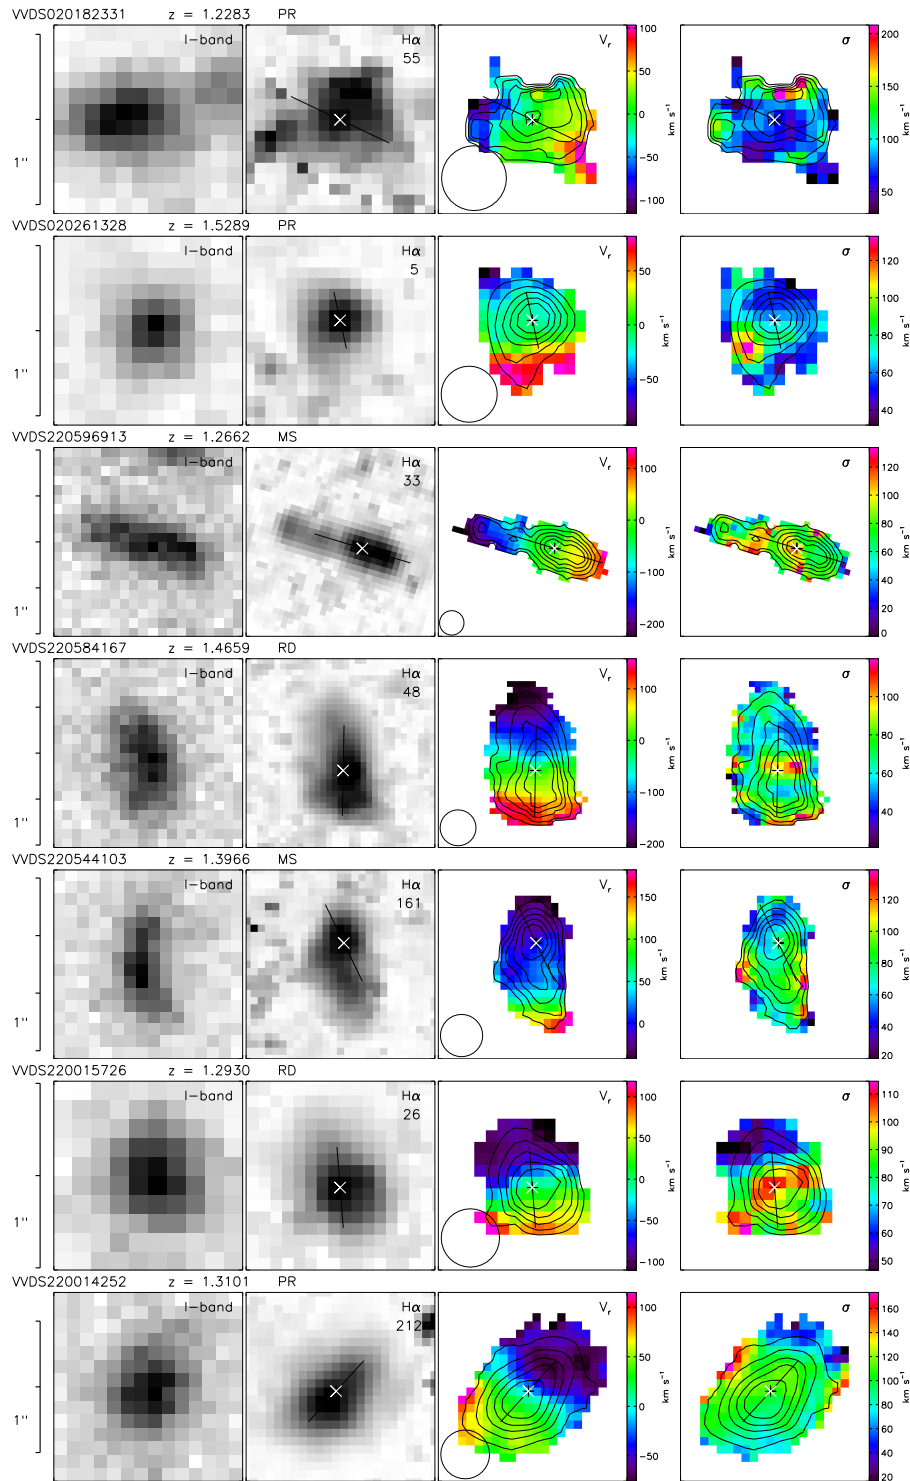 VVDS020182331 z = 1.2283 PR
I-band Hα 55 Vr σ
100 50 0 -50 -100 km s⁻¹
200 150 100 50 km s⁻¹
1''
VVDS020261328 z = 1.5289 PR
I-band Hα 5 Vr σ
50 0 -50 km s⁻¹
120 100 80 60 40 km s⁻¹
1''
VVDS220596913 z = 1.2662 MS
I-band Hα 33 Vr σ
100 0 -100 -200 km s⁻¹
120 100 80 60 40 20 0 km s⁻¹
1''
VVDS220584167 z = 1.4659 RD
I-band Hα 48 Vr σ
100 0 -100 -200 km s⁻¹
100 80 60 40 km s⁻¹
1''
VVDS220544103 z = 1.3966 MS
I-band Hα 161 Vr σ
150 100 50 0 km s⁻¹
120 100 80 60 40 20 km s⁻¹
1''
VVDS220015726 z = 1.2930 RD
I-band Hα 26 Vr σ
100 50 0 -50 -100 km s⁻¹
110 100 90 80 70 60 50 km s⁻¹
1''
VVDS220014252 z = 1.3101 PR
I-band Hα 212 Vr σ
100 50 0 -50 km s⁻¹
160 140 120 100 80 60 40 20 km s⁻¹
1''